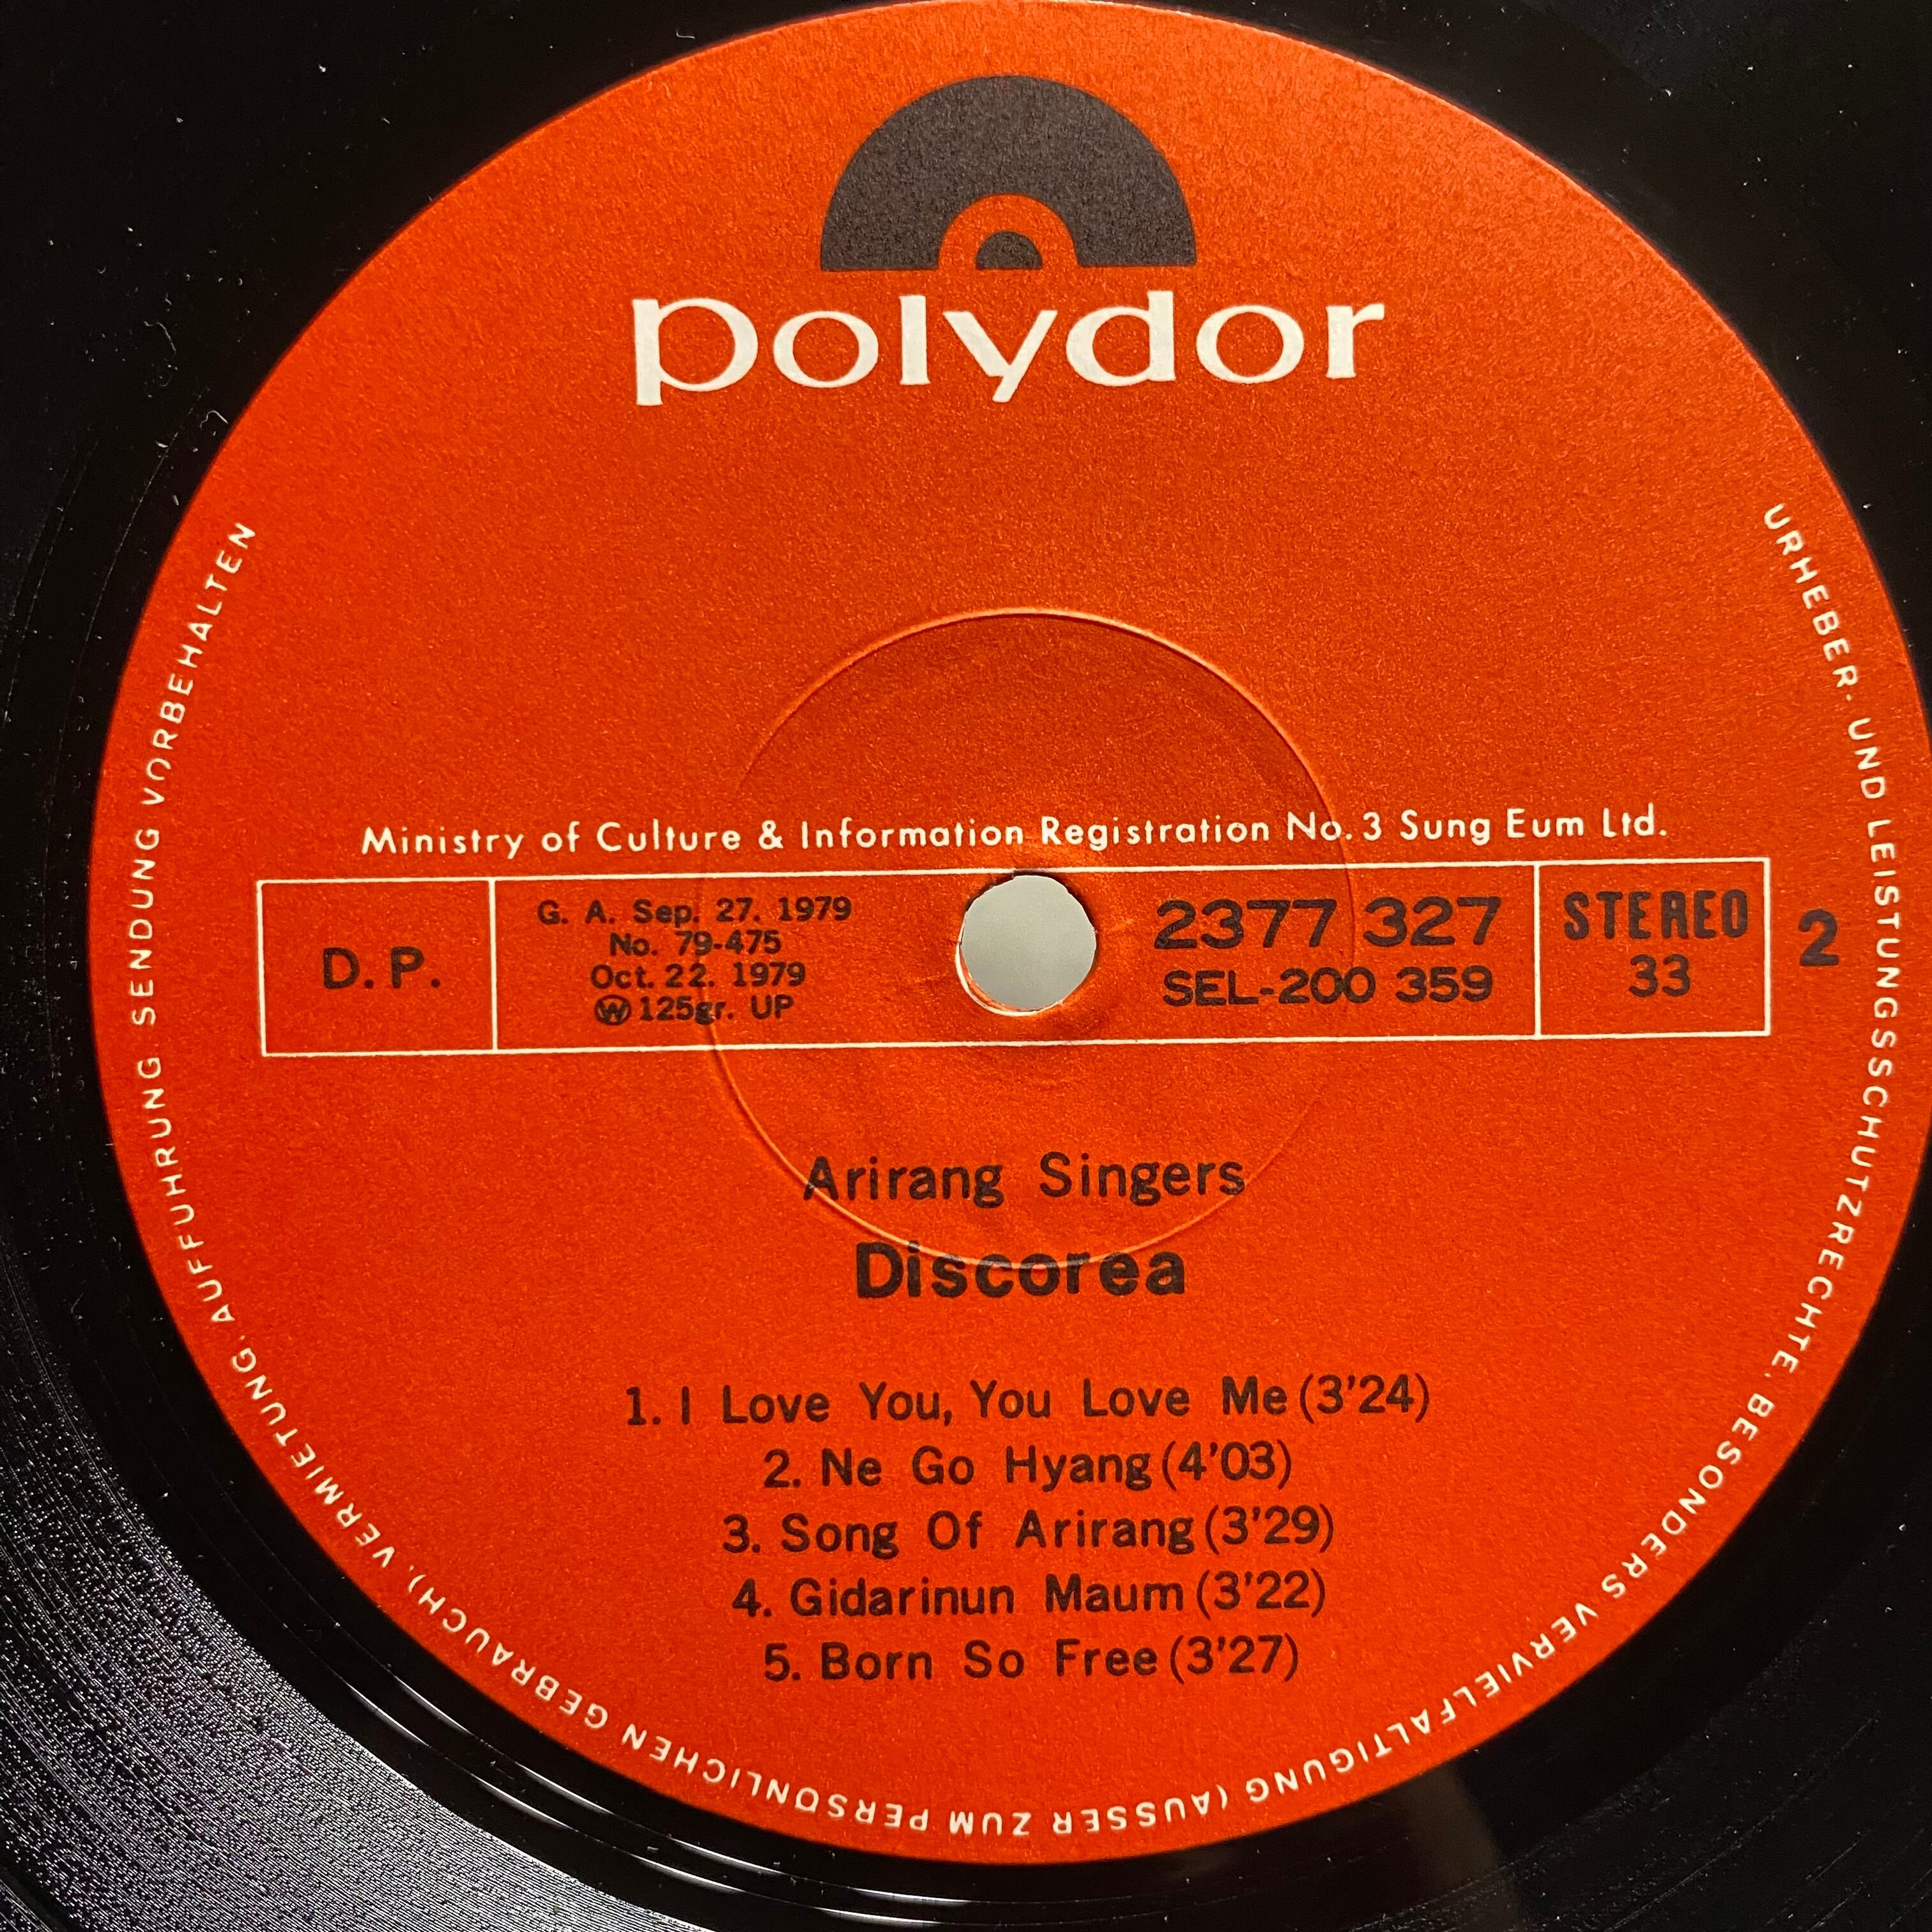 polydor
Ministry of Culture & Information Registration No. 3 Sung Eum Ltd.
D. P.
G. A. Sep. 27. 1979
No. 79-475
Oct. 22. 1979
Ⓦ 125gr. UP
2377 327
SEL-200 359
STEREO
33
2
Arirang Singers
Discorea
1. I Love You, You Love Me (3'24)
2. Ne Go Hyang (4'03)
3. Song Of Arirang (3'29)
4. Gidarinun Maum (3'22)
5. Born So Free (3'27)
URHEBER. UND LEISTUNGSSCHUTZRECHTE, BESONDERS VERVIELFALTIGUNG (AUSSER ZUM PERSONLICHEN GEBRAUCH), VERMIETUNG, AUFFUHRUNG, SENDUNG VORBEHALTEN